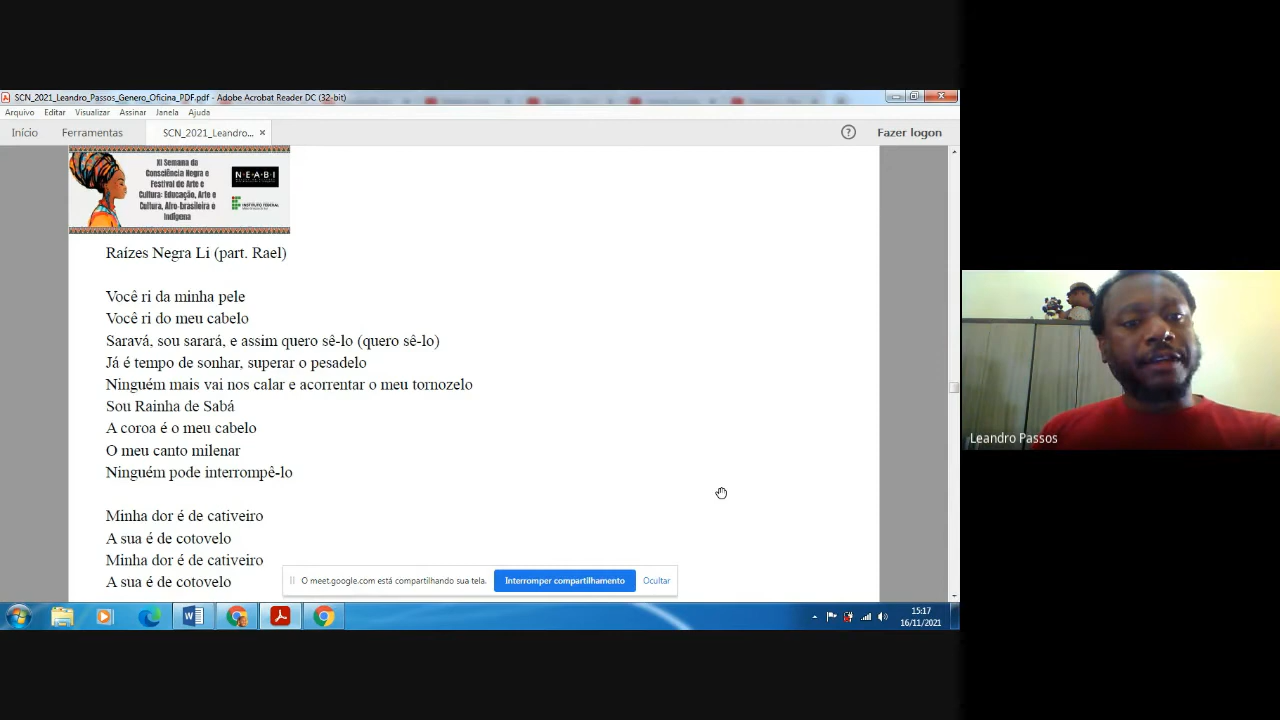 SCN_2021_Leandro_Passos_Genero_Oficina_PDF.pdf - Adobe Acrobat Reader DC (32-bit)
Arquivo Editar Visualizar Assinar Janela Ajuda
Início Ferramentas SCN_2021_Leandro... × ? Fazer logon
XI Semana da
Consciência Negra e
Festival de Arte e
Cultura: Educação, Arte e
Cultura, Afro-brasileira e
Indígena
NEABI
INSTITUTO FEDERAL
Raízes Negra Li (part. Rael)
Você ri da minha pele
Você ri do meu cabelo
Saravá, sou sarará, e assim quero sê-lo (quero sê-lo)
Já é tempo de sonhar, superar o pesadelo
Ninguém mais vai nos calar e acorrentar o meu tornozelo
Sou Rainha de Sabá
A coroa é o meu cabelo
O meu canto milenar
Ninguém pode interrompê-lo
Minha dor é de cativeiro
A sua é de cotovelo
Minha dor é de cativeiro
A sua é de cotovelo
O meet.google.com está compartilhando sua tela. Interromper compartilhamento Ocultar
15:17
16/11/2021
Leandro Passos